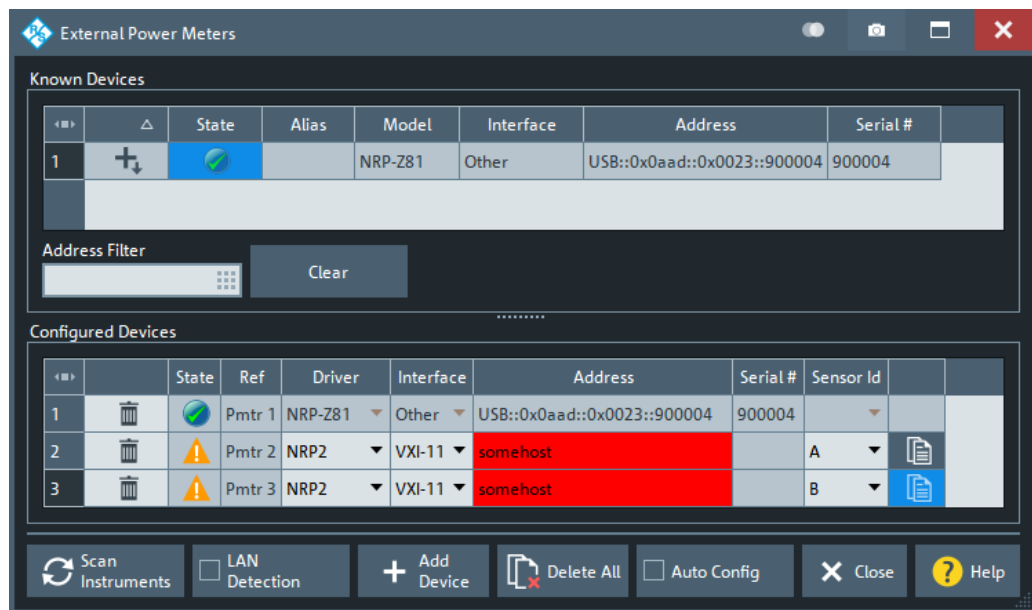 External Power Meters
Known Devices
State Alias Model Interface Address Serial #
1 NRP-Z81 Other USB::0x0aad::0x0023::900004 900004
Address Filter
Clear
Configured Devices
State Ref Driver Interface Address Serial # Sensor Id
1 Pmtr 1 NRP-Z81 Other USB::0x0aad::0x0023::900004 900004
2 Pmtr 2 NRP2 VXI-11 somehost A
3 Pmtr 3 NRP2 VXI-11 somehost B
Scan
Instruments
LAN
Detection
Add
Device
Delete All
Auto Config
Close
? Help